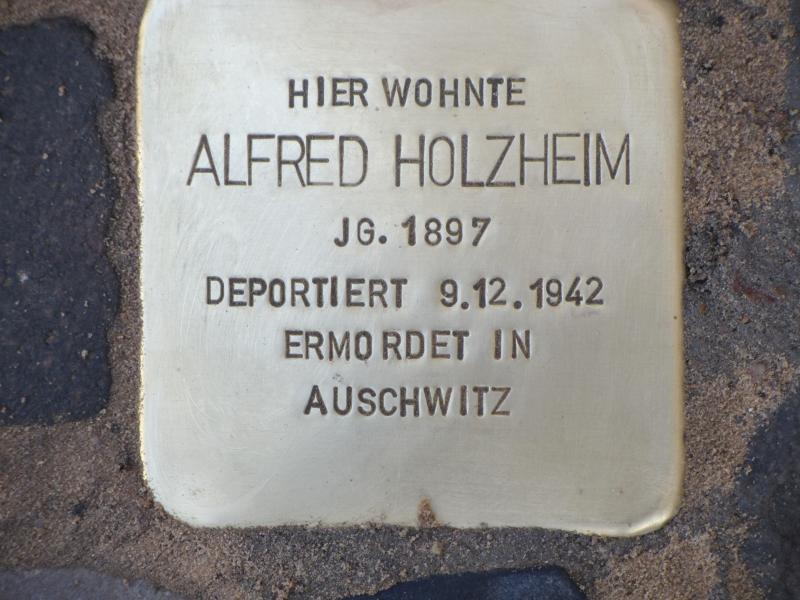 HIER WOHNTE
ALFRED HOLZHEIM
JG. 1897
DEPORTIERT 9.12.1942
ERMORDET IN
AUSCHWITZ